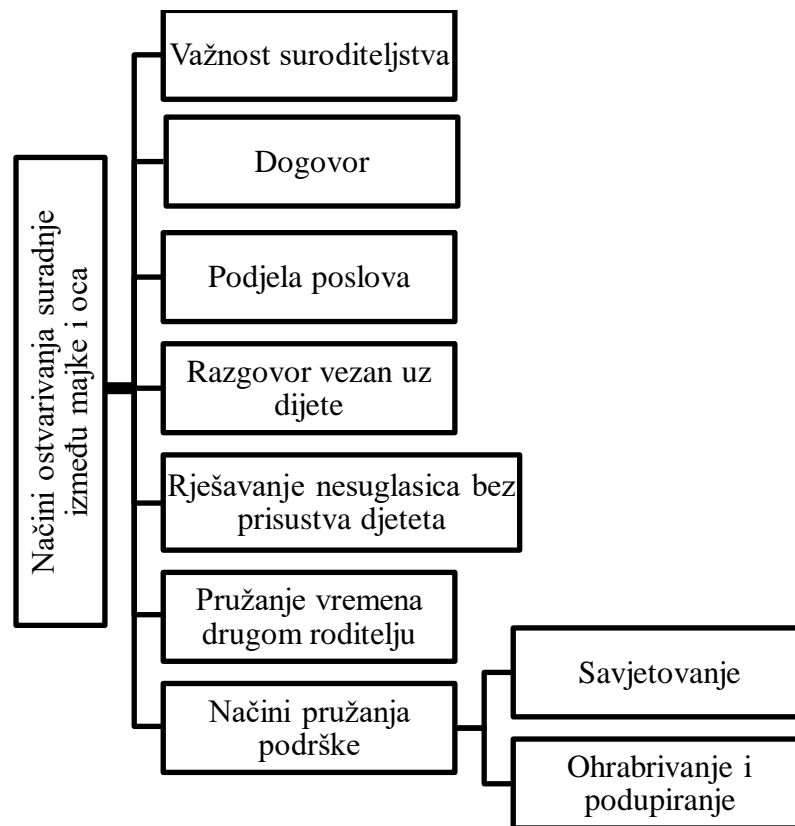 Načini ostvarivanja suradnje
između majke i oca
Važnost suroditeljstva
Dogovor
Podjela poslova
Razgovor vezan uz
dijete
Rješavanje nesuglasica bez
prisustva djeteta
Pružanje vremena
drugom roditelju
Načini pružanja
podrške
Savjetovanje
Ohrabrivanje i
podupiranje